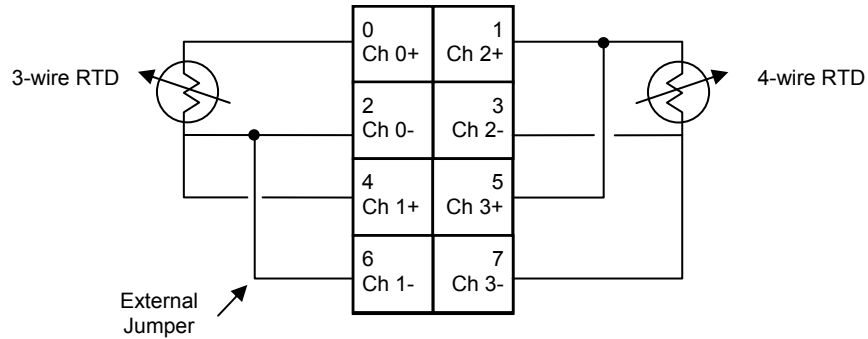 0
Ch 0+
1
Ch 2+
3-wire RTD
4-wire RTD
2
Ch 0-
3
Ch 2-
4
Ch 1+
5
Ch 3+
6
Ch 1-
7
Ch 3-
External
Jumper